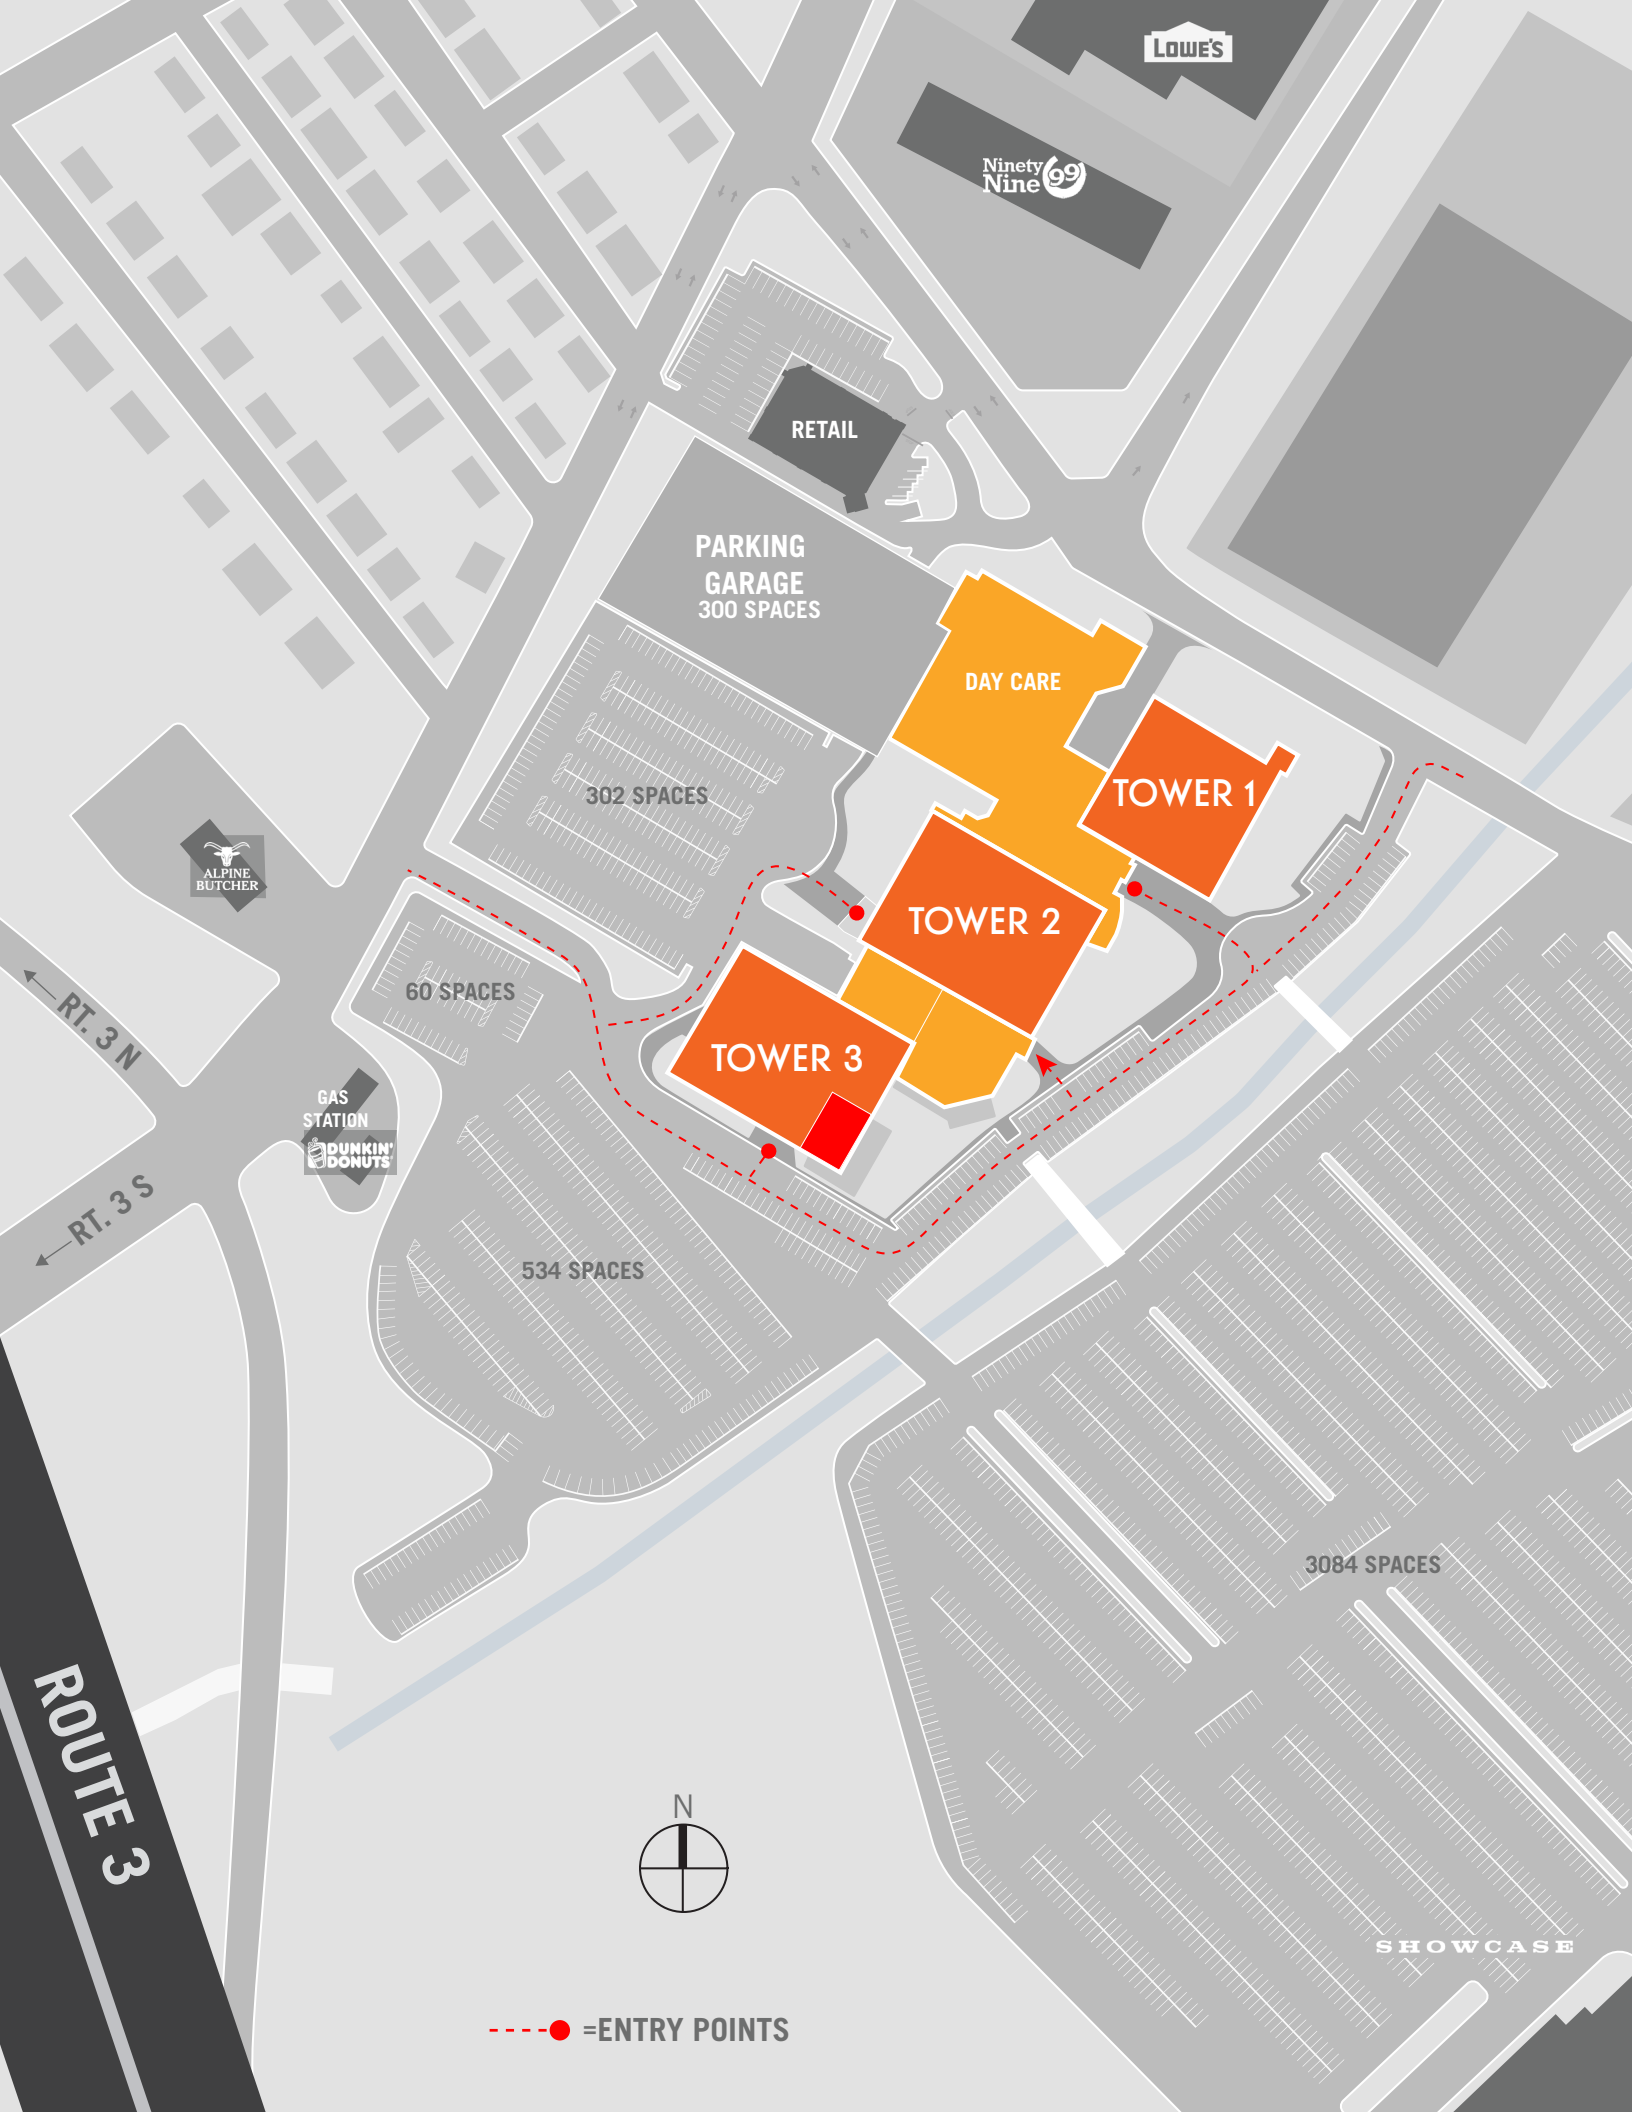 LOWE'S
Ninety
Nine 99
RETAIL
PARKING
GARAGE
300 SPACES
DAY CARE
TOWER 1
302 SPACES
ALPINE
BUTCHER
TOWER 2
60 SPACES
RT. 3 N
TOWER 3
GAS
STATION
DUNKIN'
DONUTS
RT. 3 S
534 SPACES
3084 SPACES
ROUTE 3
N
SHOWCASE
=ENTRY POINTS